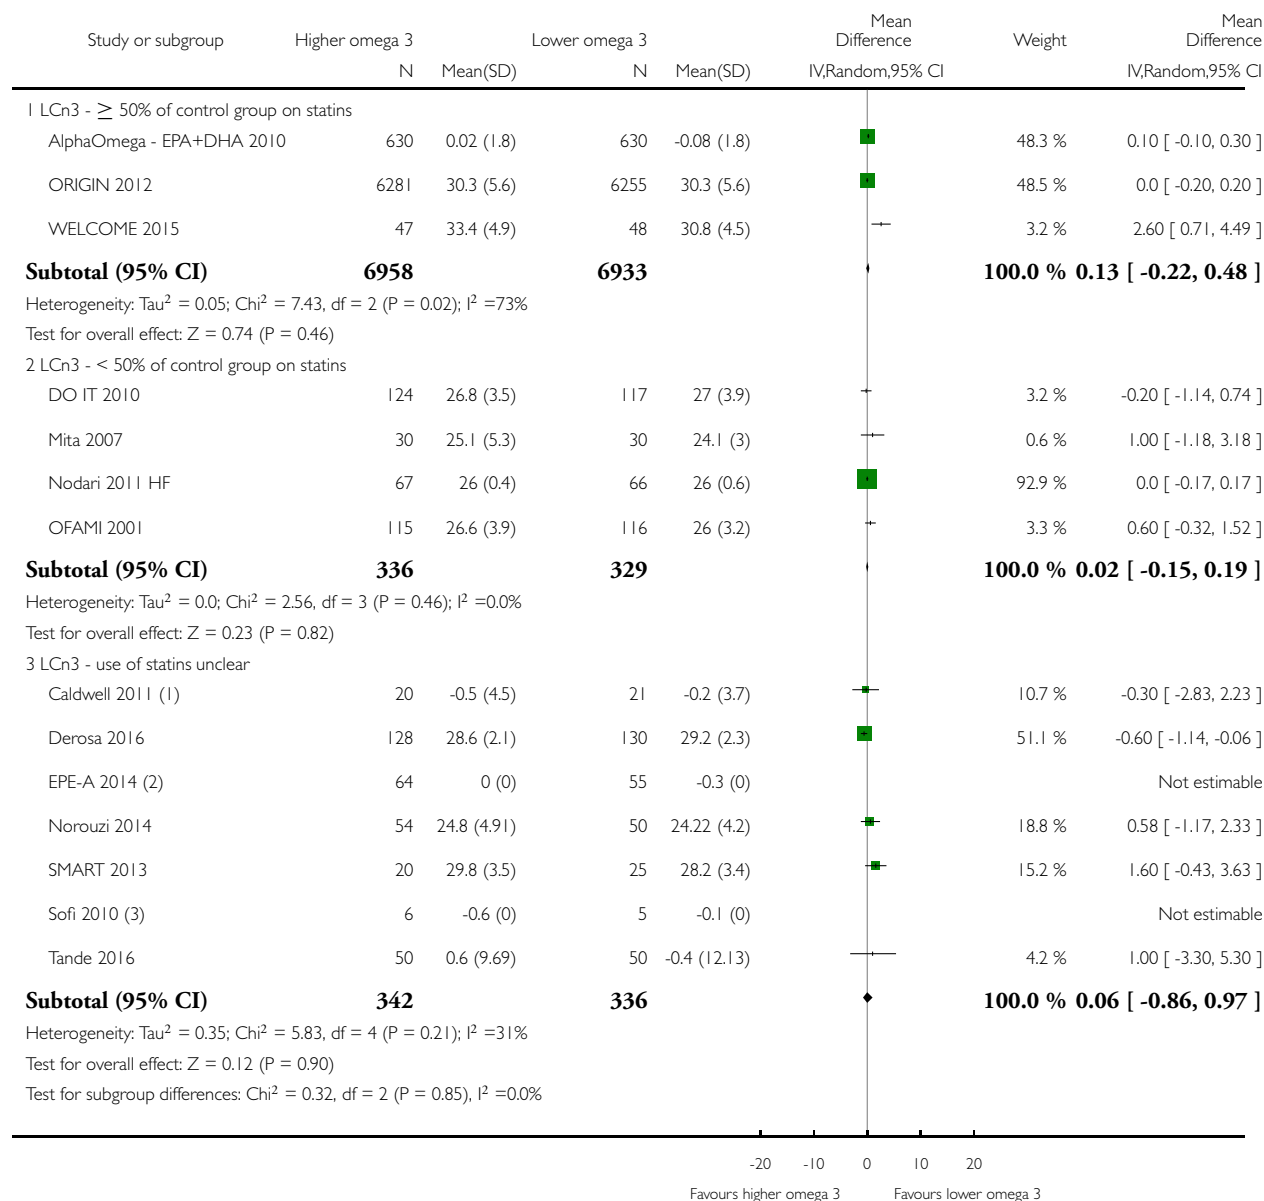 Study or subgroup Higher omega 3 Lower omega 3 Mean Difference Weight Mean Difference
N Mean(SD) N Mean(SD) IV,Random,95% CI IV,Random,95% CI
1 LCn3 - ≥ 50% of control group on statins
AlphaOmega - EPA+DHA 2010 630 0.02 (1.8) 630 -0.08 (1.8) 48.3 % 0.10 [ -0.10, 0.30 ]
ORIGIN 2012 6281 30.3 (5.6) 6255 30.3 (5.6) 48.5 % 0.0 [ -0.20, 0.20 ]
WELCOME 2015 47 33.4 (4.9) 48 30.8 (4.5) 3.2 % 2.60 [ 0.71, 4.49 ]
Subtotal (95% CI) 6958 6933 100.0 % 0.13 [ -0.22, 0.48 ]
Heterogeneity: Tau² = 0.05; Chi² = 7.43, df = 2 (P = 0.02); I² =73%
Test for overall effect: Z = 0.74 (P = 0.46)
2 LCn3 - < 50% of control group on statins
DO IT 2010 124 26.8 (3.5) 117 27 (3.9) 3.2 % -0.20 [ -1.14, 0.74 ]
Mita 2007 30 25.1 (5.3) 30 24.1 (3) 0.6 % 1.00 [ -1.18, 3.18 ]
Nodari 2011 HF 67 26 (0.4) 66 26 (0.6) 92.9 % 0.0 [ -0.17, 0.17 ]
OFAMI 2001 115 26.6 (3.9) 116 26 (3.2) 3.3 % 0.60 [ -0.32, 1.52 ]
Subtotal (95% CI) 336 329 100.0 % 0.02 [ -0.15, 0.19 ]
Heterogeneity: Tau² = 0.0; Chi² = 2.56, df = 3 (P = 0.46); I² =0.0%
Test for overall effect: Z = 0.23 (P = 0.82)
3 LCn3 - use of statins unclear
Caldwell 2011 (1) 20 -0.5 (4.5) 21 -0.2 (3.7) 10.7 % -0.30 [ -2.83, 2.23 ]
Derosa 2016 128 28.6 (2.1) 130 29.2 (2.3) 51.1 % -0.60 [ -1.14, -0.06 ]
EPE-A 2014 (2) 64 0 (0) 55 -0.3 (0) Not estimable
Norouzi 2014 54 24.8 (4.91) 50 24.22 (4.2) 18.8 % 0.58 [ -1.17, 2.33 ]
SMART 2013 20 29.8 (3.5) 25 28.2 (3.4) 15.2 % 1.60 [ -0.43, 3.63 ]
Sofi 2010 (3) 6 -0.6 (0) 5 -0.1 (0) Not estimable
Tande 2016 50 0.6 (9.69) 50 -0.4 (12.13) 4.2 % 1.00 [ -3.30, 5.30 ]
Subtotal (95% CI) 342 336 100.0 % 0.06 [ -0.86, 0.97 ]
Heterogeneity: Tau² = 0.35; Chi² = 5.83, df = 4 (P = 0.21); I² =31%
Test for overall effect: Z = 0.12 (P = 0.90)
Test for subgroup differences: Chi² = 0.32, df = 2 (P = 0.85), I² =0.0%
-20 -10 0 10 20
Favours higher omega 3 Favours lower omega 3